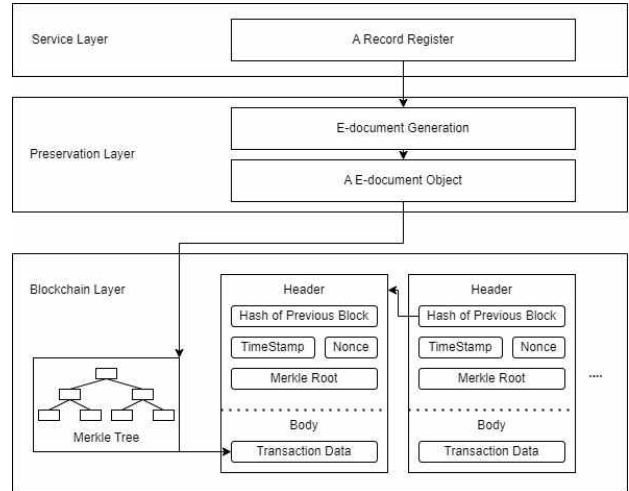 Service Layer
A Record Register
Preservation Layer
E-document Generation
A E-document Object
Blockchain Layer
Header
Hash of Previous Block
TimeStamp
Nonce
Merkle Root
Body
Transaction Data
Header
Hash of Previous Block
TimeStamp
Nonce
Merkle Root
Body
Transaction Data
Merkle Tree
....